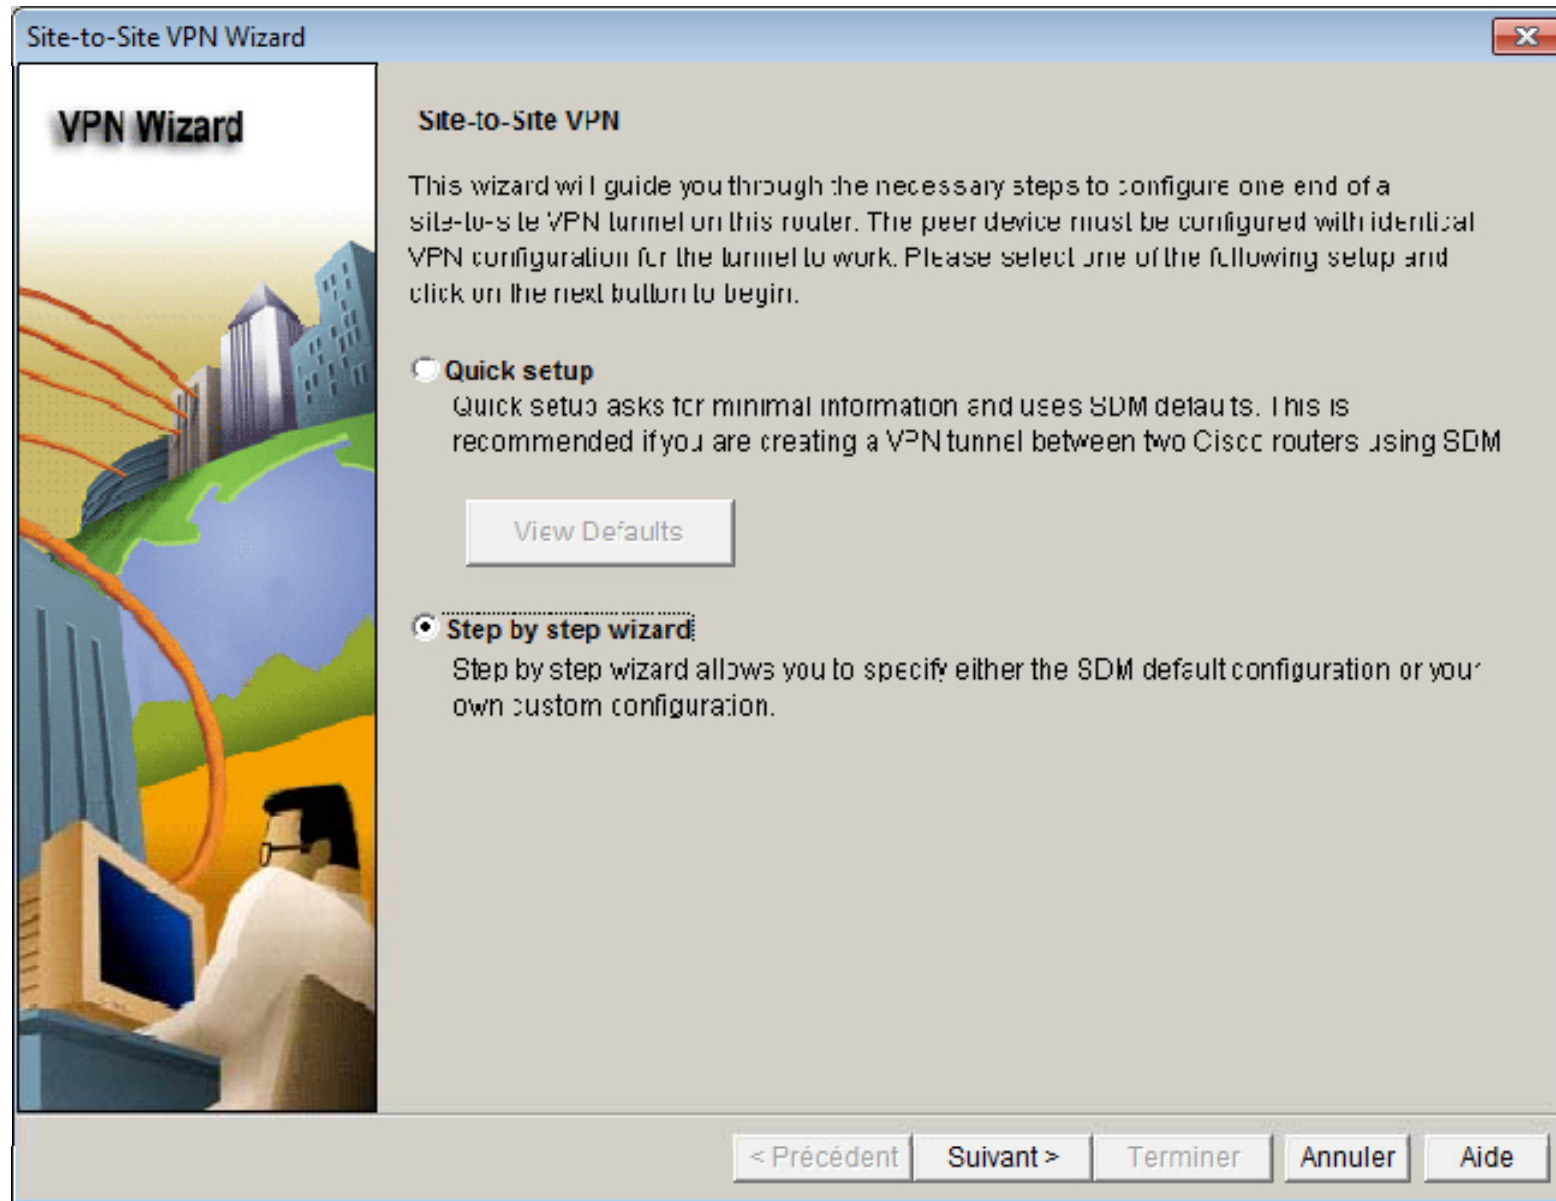 Site-to-Site VPN Wizard
VPN Wizard
Site-to-Site VPN
This wizard will guide you through the necessary steps to configure one end of a
site-to-site VPN tunnel on this router. The peer device must be configured with identical
VPN configuration for the tunnel to work. Please select one of the following setup and
click on the next button to begin.
Quick setup
Quick setup asks for minimal information and uses SDM defaults. This is
recommended if you are creating a VPN tunnel between two Cisco routers using SDM
View Defaults
Step by step wizard
Step by step wizard allows you to specify either the SDM default configuration or your
own custom configuration.
< Précédent
Suivant >
Terminer
Annuler
Aide